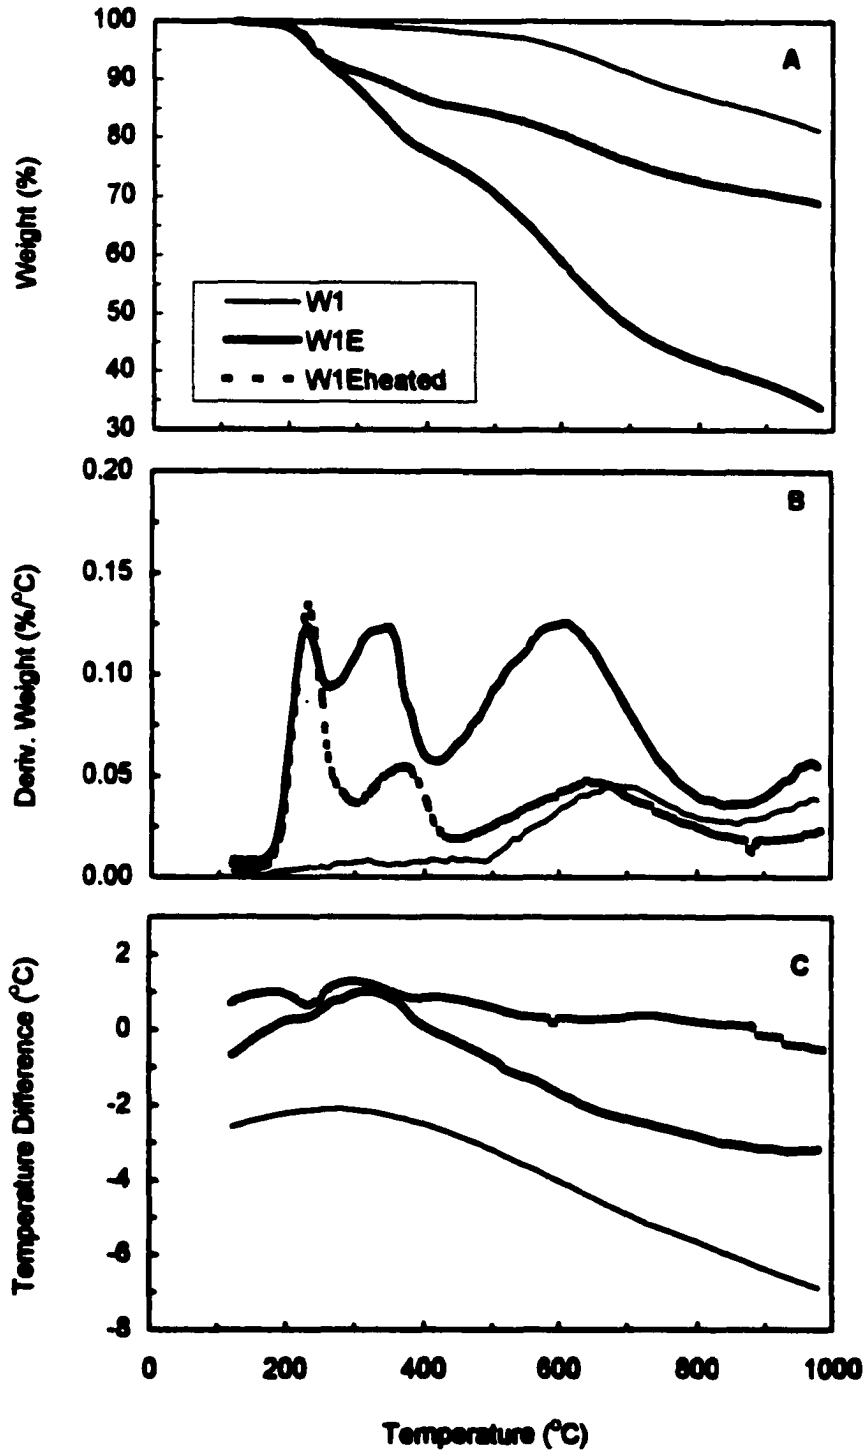 100
90
80
70
60
50
40
30
Weight (%)
A
W1
W1E
W1Eheated
0.20
0.15
0.10
0.05
0.00
Deriv. Weight (%/°C)
B
2
0
-2
-4
-6
-8
Temperature Difference (°C)
C
0 200 400 600 800 1000
Temperature (°C)